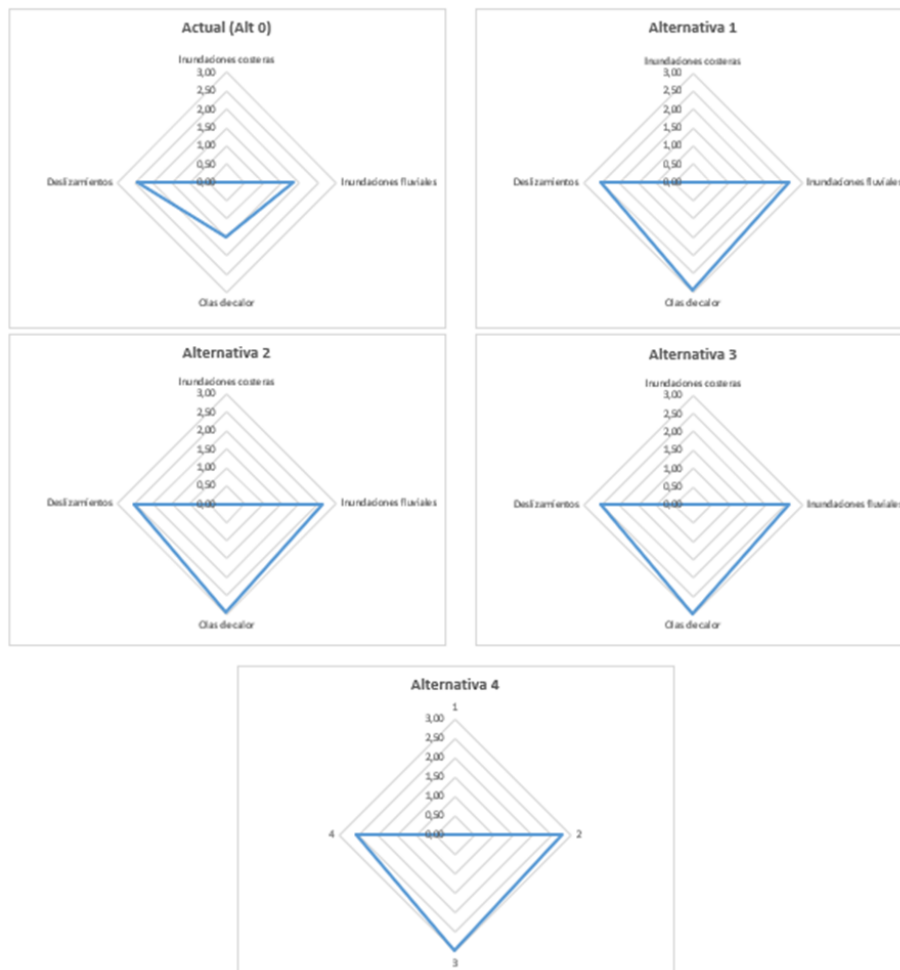 Actual (Alt 0)
Inundaciones costeras
3,00
2,50
2,00
1,50
1,00
0,50
0,00
Deslizamientos
Inundaciones fluviales
Olas de calor
Alternativa 1
Inundaciones costeras
3,00
2,50
2,00
1,50
1,00
0,50
0,00
Deslizamientos
Inundaciones fluviales
Olas de calor
Alternativa 2
Inundaciones costeras
3,00
2,50
2,00
1,50
1,00
0,50
0,00
Deslizamientos
Inundaciones fluviales
Olas de calor
Alternativa 3
Inundaciones costeras
3,00
2,50
2,00
1,50
1,00
0,50
0,00
Deslizamientos
Inundaciones fluviales
Olas de calor
Alternativa 4
1
3,00
2,50
2,00
1,50
1,00
0,50
0,00
4
2
3